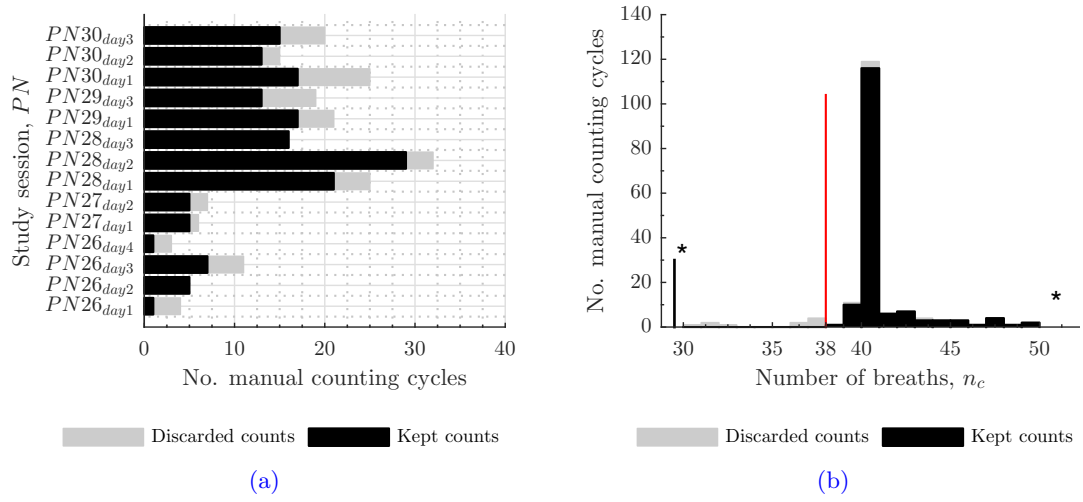 Study session, PN
PN30day3
PN30day2
PN30day1
PN29day3
PN29day1
PN28day3
PN28day2
PN28day1
PN27day2
PN27day1
PN26day4
PN26day3
PN26day2
PN26day1
0 10 20 30 40
No. manual counting cycles
Discarded counts Kept counts
(a)
No. manual counting cycles
140
120
100
80
60
40
20
0
*
*
30 35 38 40 45 50
Number of breaths, nc
Discarded counts Kept counts
(b)